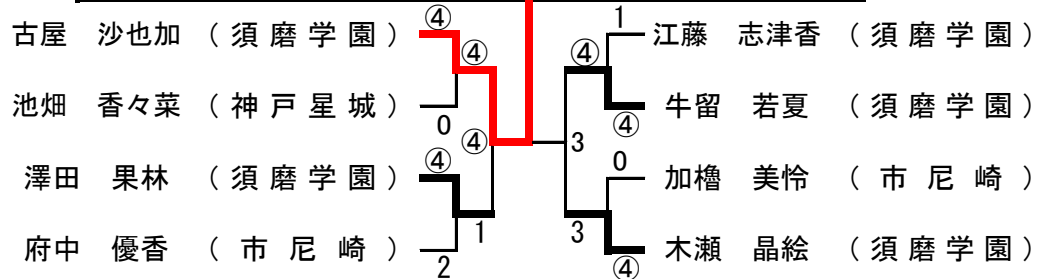 古屋 沙也加 (須磨学園) ④ 1 江藤 志津香 (須磨学園)
④ ④
池畑 香々菜 (神戸星城) 0 ④ 牛留 若夏 (須磨学園)
④ 3
澤田 果林 (須磨学園) ④ 0 加櫓 美怜 (市尼崎)
1 3
府中 優香 (市尼崎) 2 ④ 木瀬 晶絵 (須磨学園)